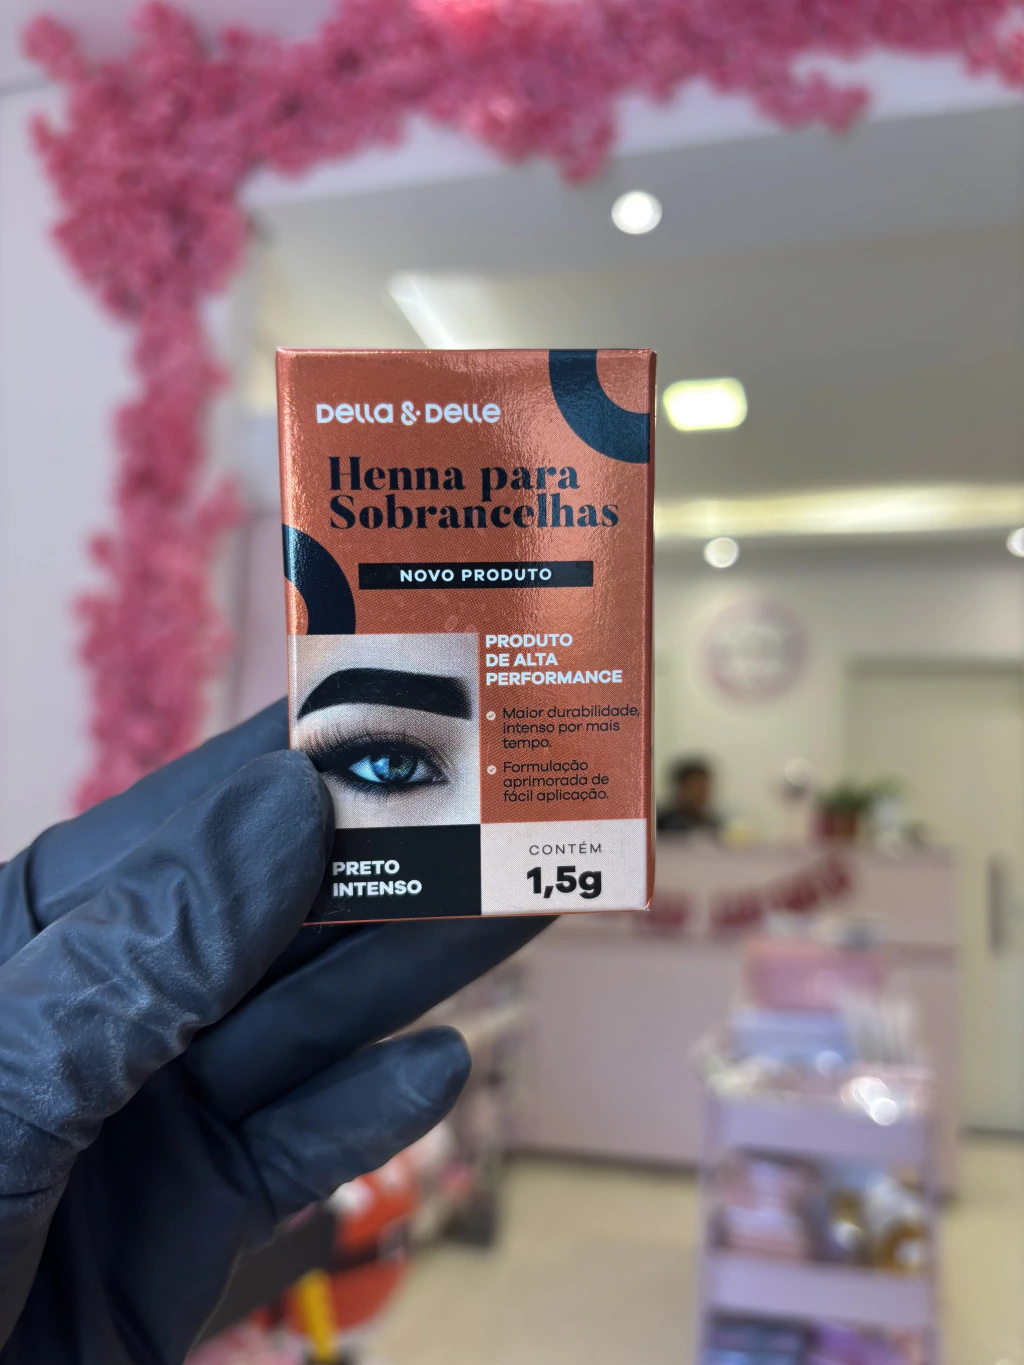 Della & Delle
Henna para
Sobrancelhas
NOVO PRODUTO
PRODUTO
DE ALTA
PERFORMANCE
Maior durabilidade,
intenso por mais
tempo.
Formulação
aprimorada de
fácil aplicação.
PRETO
INTENSO
CONTÉM
1,5g